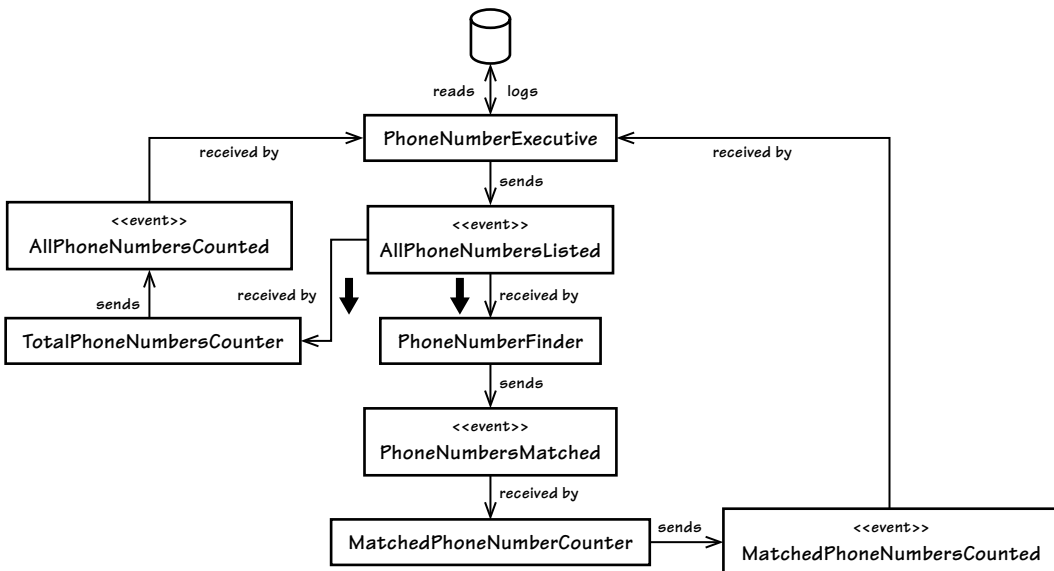 reads
logs
PhoneNumberExecutive
received by
received by
sends
<<event>>
AllPhoneNumbersCounted
<<event>>
AllPhoneNumbersListed
sends
received by
received by
TotalPhoneNumbersCounter
PhoneNumberFinder
sends
<<event>>
PhoneNumbersMatched
received by
MatchedPhoneNumberCounter
sends
<<event>>
MatchedPhoneNumbersCounted